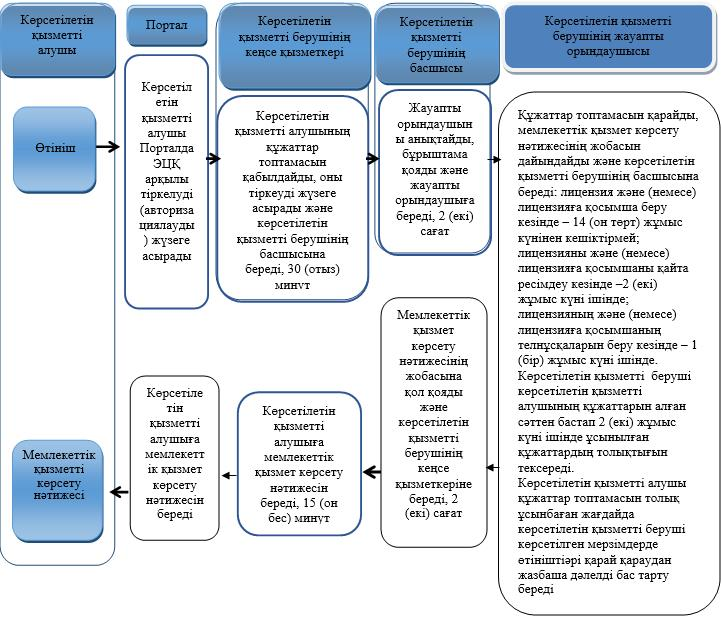 Көрсетілетін
қызметті
алушы
Портал
Көрсетілетін
қызметті берушінің
кеңсе қызметкері
Көрсетілетін
қызметті
берушінің
басшысы
Көрсетілетін қызметті
берушінің жауапты
орындаушысы
Өтініш
Көрсетіл
етін
қызметті
алушы
Порталда
ЭЦҚ
арқылы
тіркелуді
(авториза
циялауды
) жүзеге
асырады
Көрсетілетін
қызметті алушының
құжаттар
топтамасын
қабылдайды, оны
тіркеуді жүзеге
асырады және
көрсетілетін
қызметті берушінің
басшысына
береді, 30 (отыз)
минут
Жауапты
орындаушын
ы анықтайды,
бұрыштама
қояды және
жауапты
орындаушыға
береді, 2 (екі)
сағат
Құжаттар топтамасын қарайды,
мемлекеттік қызмет көрсету
нәтижесінің жобасын
дайындайды және көрсетілетін
қызметті берушінің басшысына
береді: лицензия және (немесе)
лицензияға қосымша беру
кезінде – 14 (он төрт) жұмыс
күнінен кешіктірмей;
лицензияны және (немесе)
лицензияға қосымшаны қайта
ресімдеу кезінде –2 (екі)
жұмыс күні ішінде;
лицензияның және (немесе)
лицензияға қосымшаның
телнұсқаларын беру кезінде – 1
(бір) жұмыс күні ішінде.
Көрсетілетін қызметті беруші
көрсетілетін қызметті
алушының құжаттарын алған
сәттен бастап 2 (екі) жұмыс
күні ішінде ұсынылған
құжаттардың толықтығын
тексереді.
Көрсетілетін қызметті алушы
құжаттар топтамасын толық
ұсынбаған жағдайда
көрсетілетін қызметті беруші
көрсетілген мерзімдерде
өтініштіәрі қарай қараудан
жазбаша дәлелді бас тарту
береді
Мемлекеттік
қызмет
көрсету
нәтижесінің
жобасына
қол қояды
және
көрсетілетін
қызметті
берушінің
кеңсе
қызметкеріне
береді, 2
(екі) сағат
Көрсетілетін
қызметті
алушыға
мемлекеттік
қызмет көрсету
нәтижесін
береді, 15 (он
бес) минут
Көрсетіле
тін
қызметті
алушыға
мемлекетт
ік қызмет
көрсету
нәтижесін
береді
Мемлекеттік
қызметті
көрсету
нәтижесі